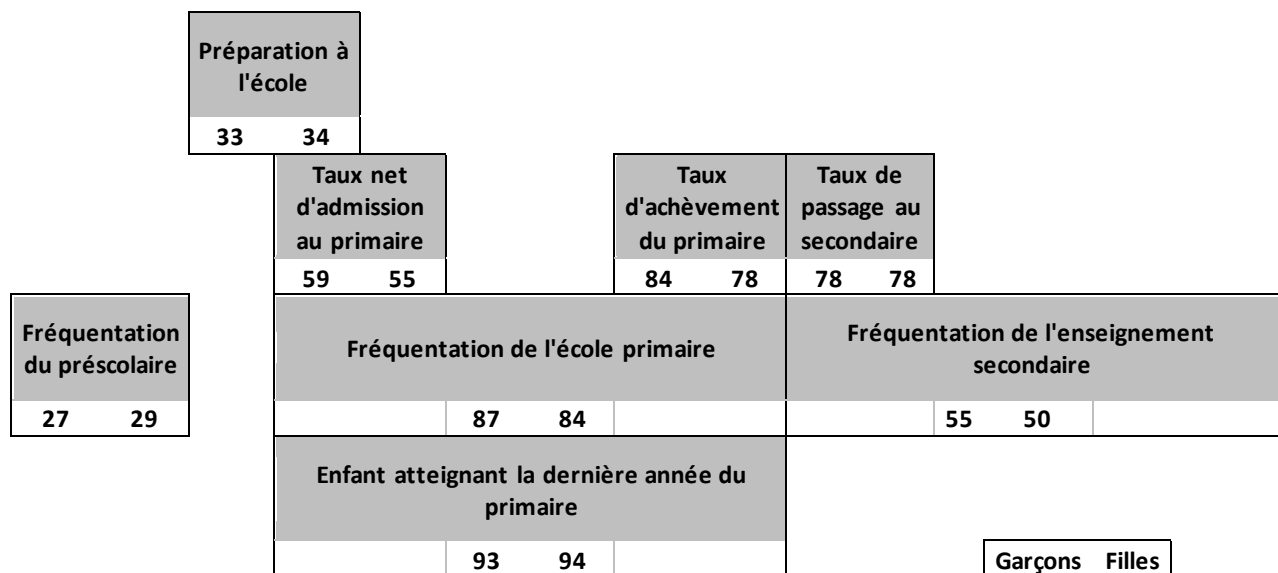 Préparation à
l'école
33 34
Taux net
d'admission
au primaire
59 55
Taux
d'achèvement
du primaire
84 78
Taux de
passage au
secondaire
78 78
Fréquentation
du préscolaire
27 29
Fréquentation de l'école primaire
87 84
Fréquentation de l'enseignement
secondaire
55 50
Enfant atteignant la dernière année du
primaire
93 94
Garçons Filles